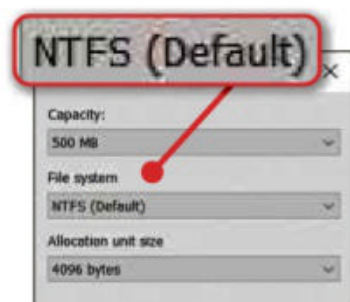 NTFS (Default)
Capacity:
500 MB
File system
NTFS (Default)
Allocation unit size
4096 bytes